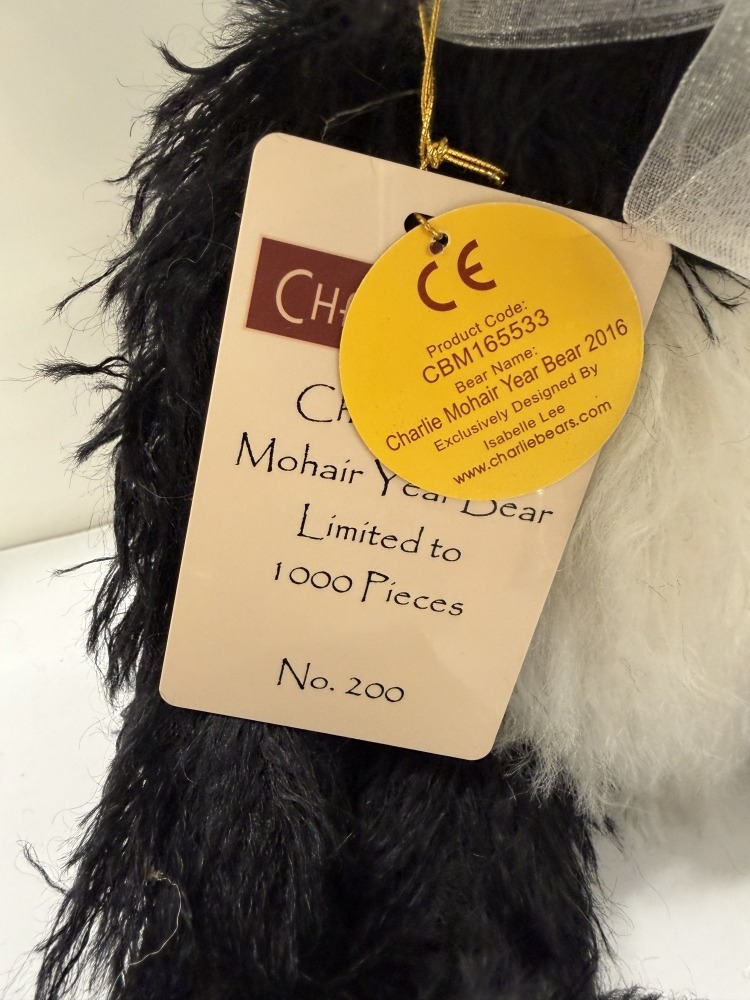 CE
Product Code:
CBM165533
Bear Name:
Charlie Mohair Year Bear 2016
Exclusively Designed By
Isabelle Lee
www.charliebears.com
Mohair Year Bear
Limited to
1000 Pieces
No. 200